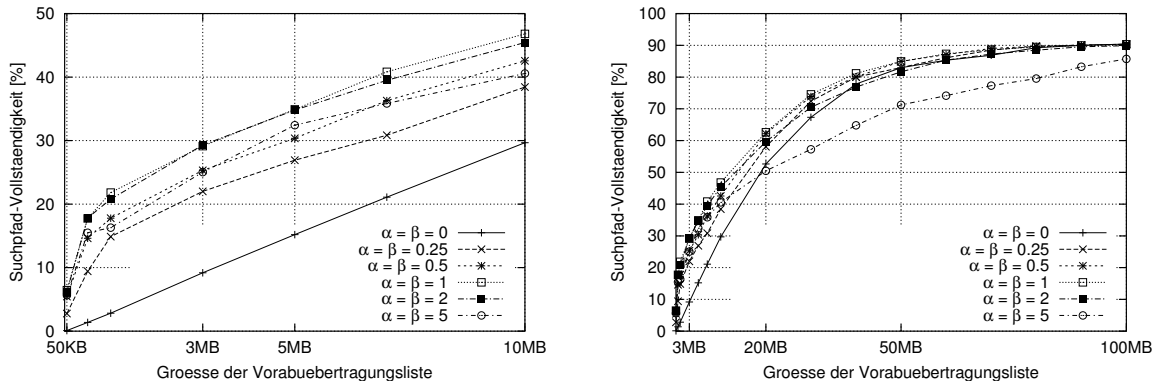 50
40
30
20
10
0
Suchpfad-Vollstaendigkeit [%]
50KB
3MB
5MB
10MB
Groesse der Vorabuebertragungsliste
α = β = 0
α = β = 0.25
α = β = 0.5
α = β = 1
α = β = 2
α = β = 5
100
90
80
70
60
50
40
30
20
10
0
Suchpfad-Vollstaendigkeit [%]
3MB
20MB
50MB
100MB
Groesse der Vorabuebertragungsliste
α = β = 0
α = β = 0.25
α = β = 0.5
α = β = 1
α = β = 2
α = β = 5